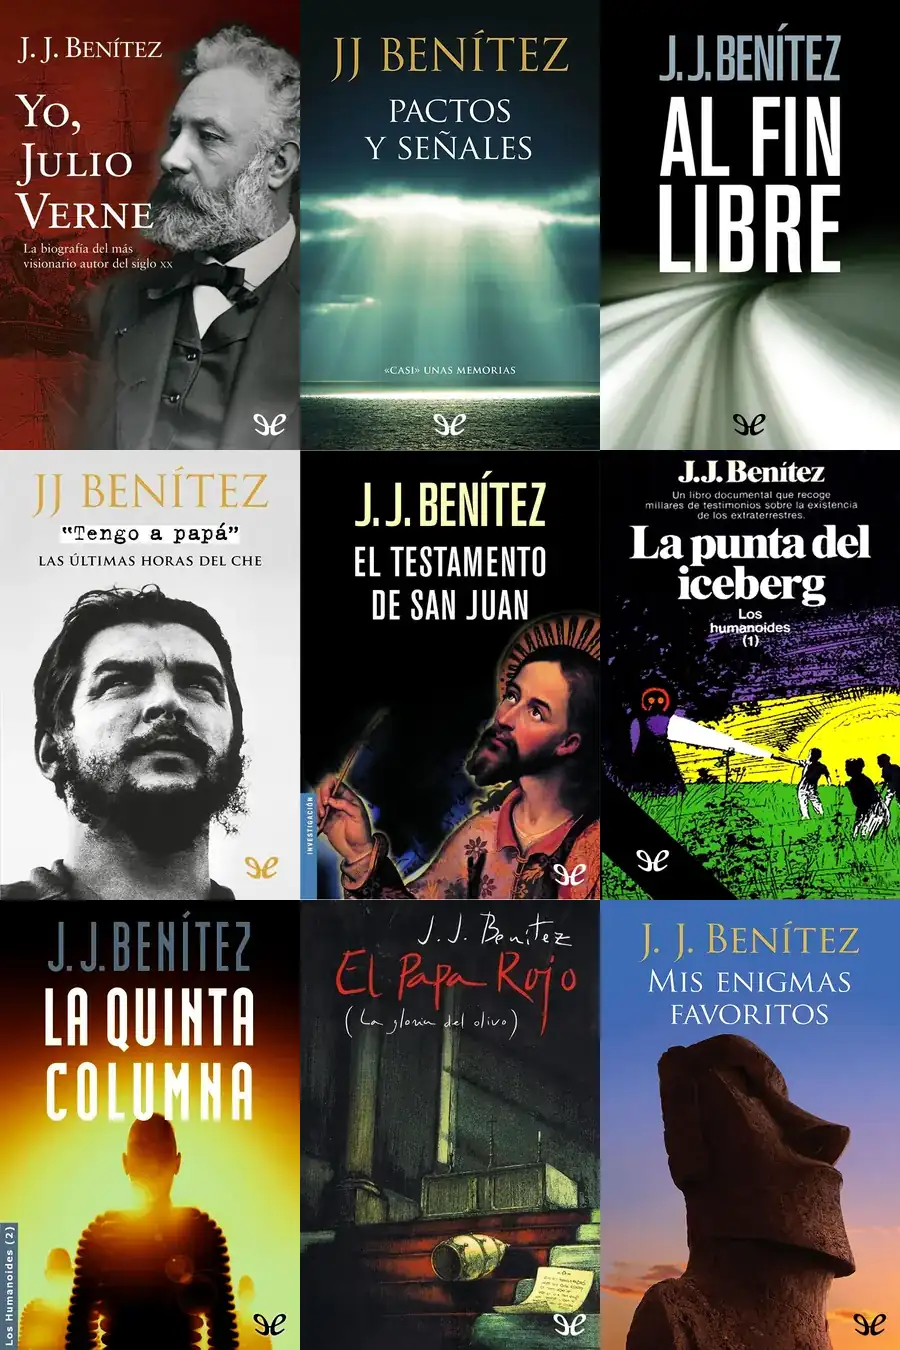 J. J. BENÍTEZ
YO,
JULIO
VERNE
La biografía del más
visionario autor del siglo XX
JJ BENÍTEZ
PACTOS
Y SEÑALES
«CASI» UNAS MEMORIAS
J. J. BENÍTEZ
AL FIN
LIBRE
JJ BENÍTEZ
“Tengo a papá”
LAS ÚLTIMAS HORAS DEL CHE
J. J. BENÍTEZ
EL TESTAMENTO
DE SAN JUAN
INVESTIGACIÓN
J.J. Benítez
Un libro documental que recoge
millares de testimonios sobre la existencia
de los extraterrestres.
La punta del
iceberg
Los
humanoides
(1)
J. J. BENÍTEZ
LA QUINTA
COLUMNA
Los Humanoides (2)
J. J. Benítez
El Papa Rojo
(La gloria del olivo)
J. J. BENÍTEZ
MIS ENIGMAS
FAVORITOS